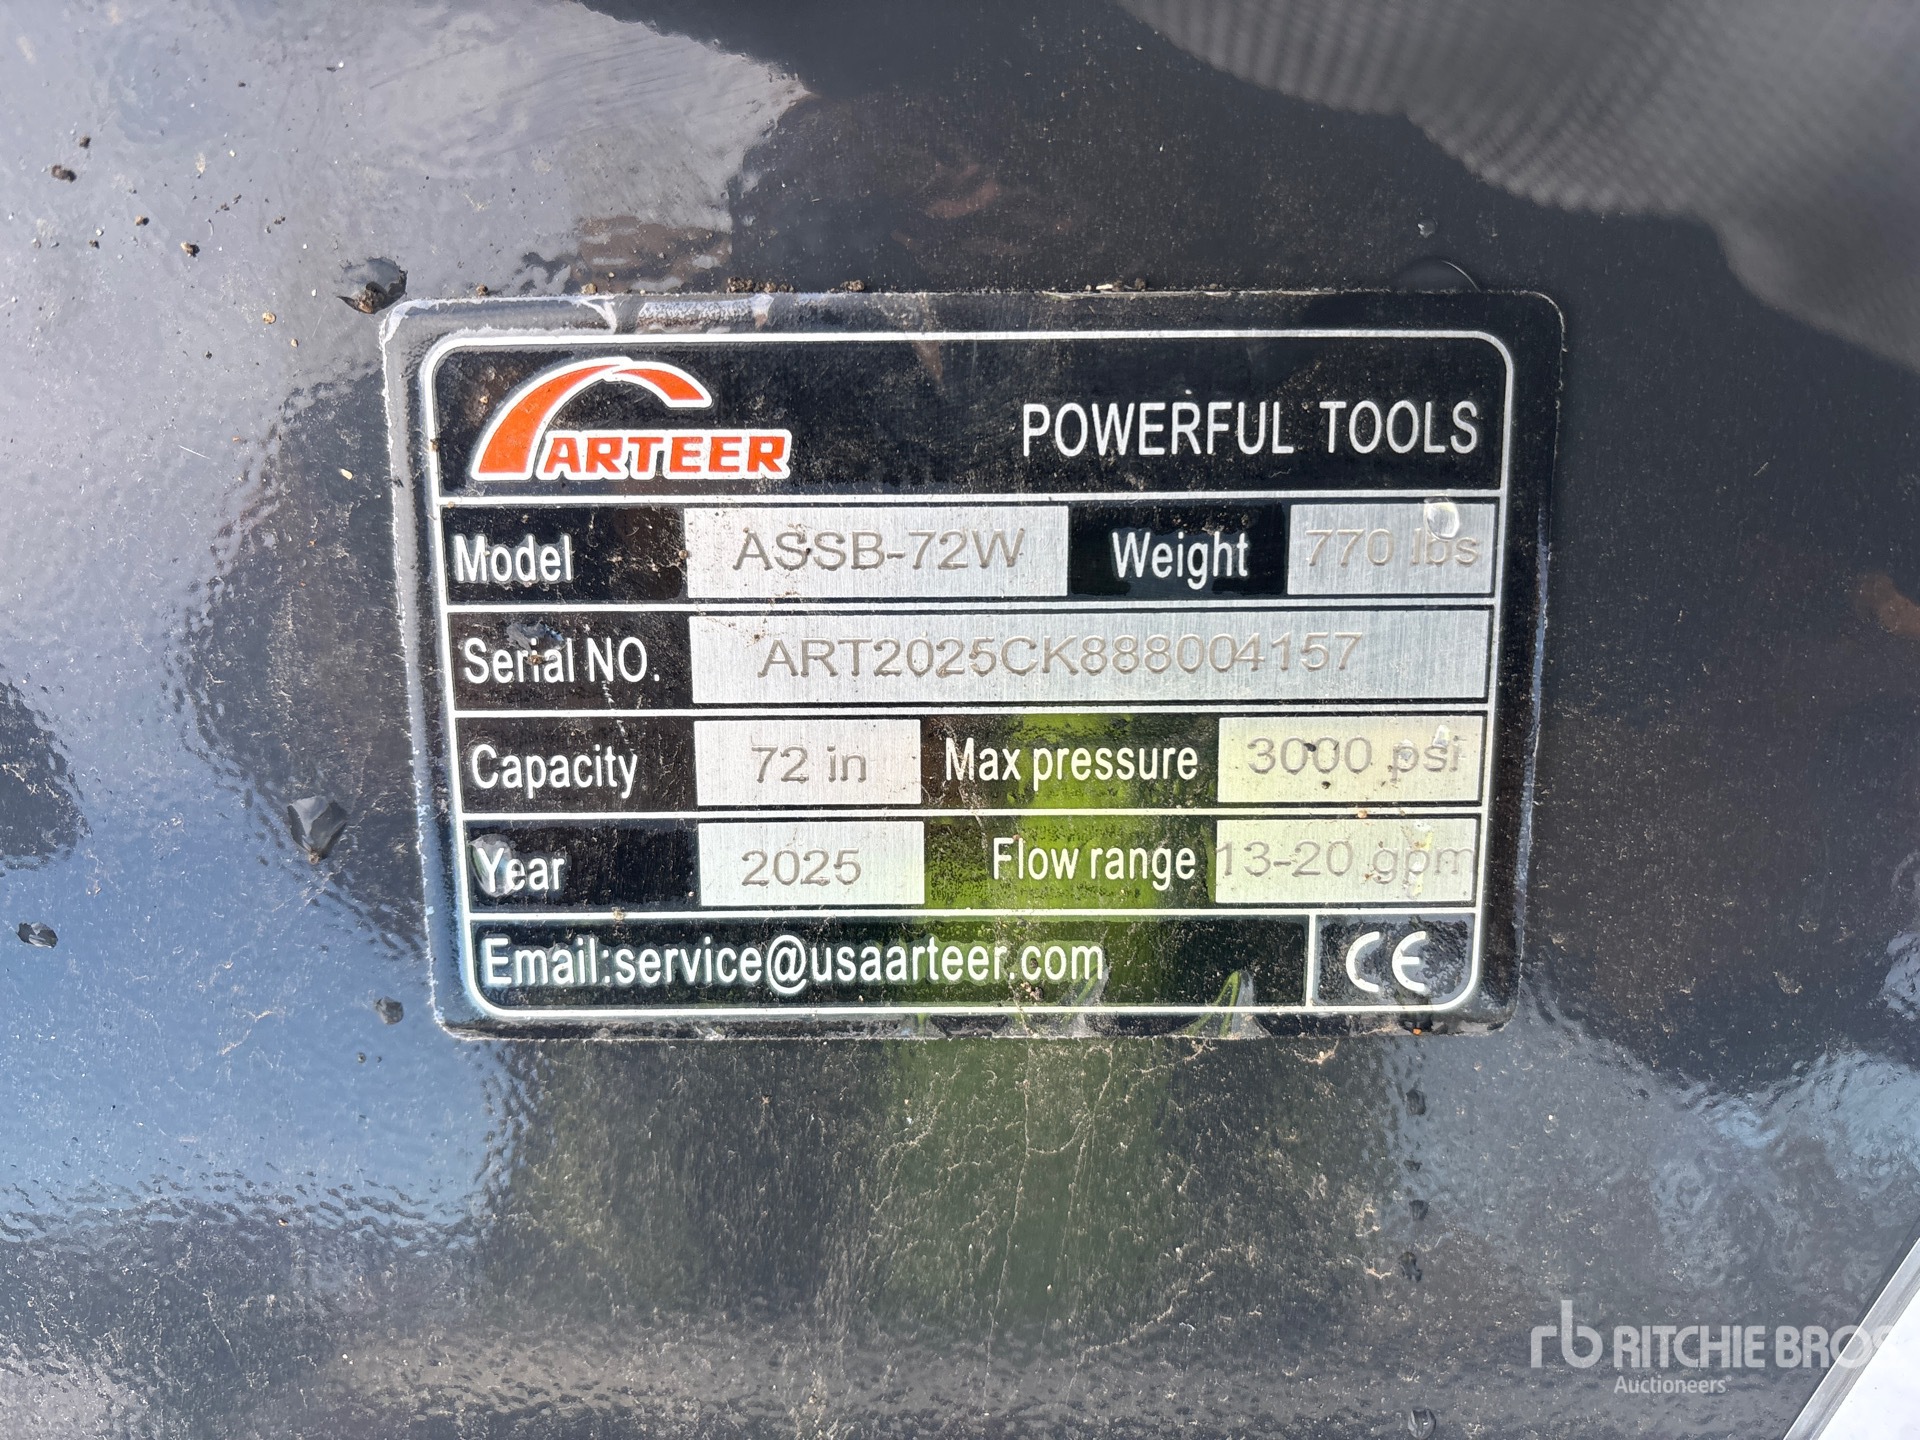 ARTEER
POWERFUL TOOLS
Model ASSB-72W Weight 770 lbs
Serial NO. ART2025CK888004157
Capacity 72 in Max pressure 3000 psi
Year 2025 Flow range 13-20 gpm
Email:service@usaarteer.com CE
rb RITCHIE BROS
Auctioneers